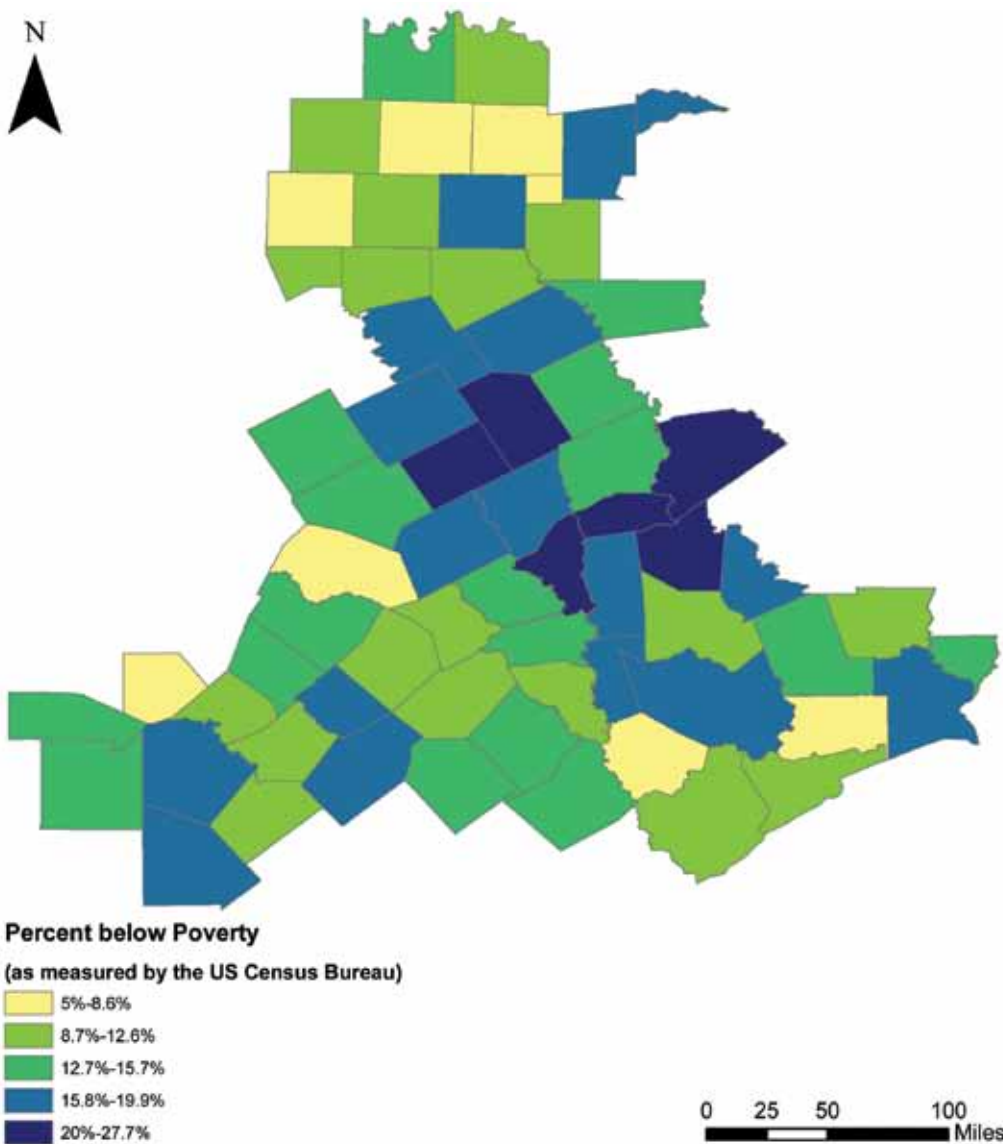 N
Percent below Poverty
(as measured by the US Census Bureau)
5%-8.6%
8.7%-12.6%
12.7%-15.7%
15.8%-19.9%
20%-27.7%
0 25 50 100
Miles